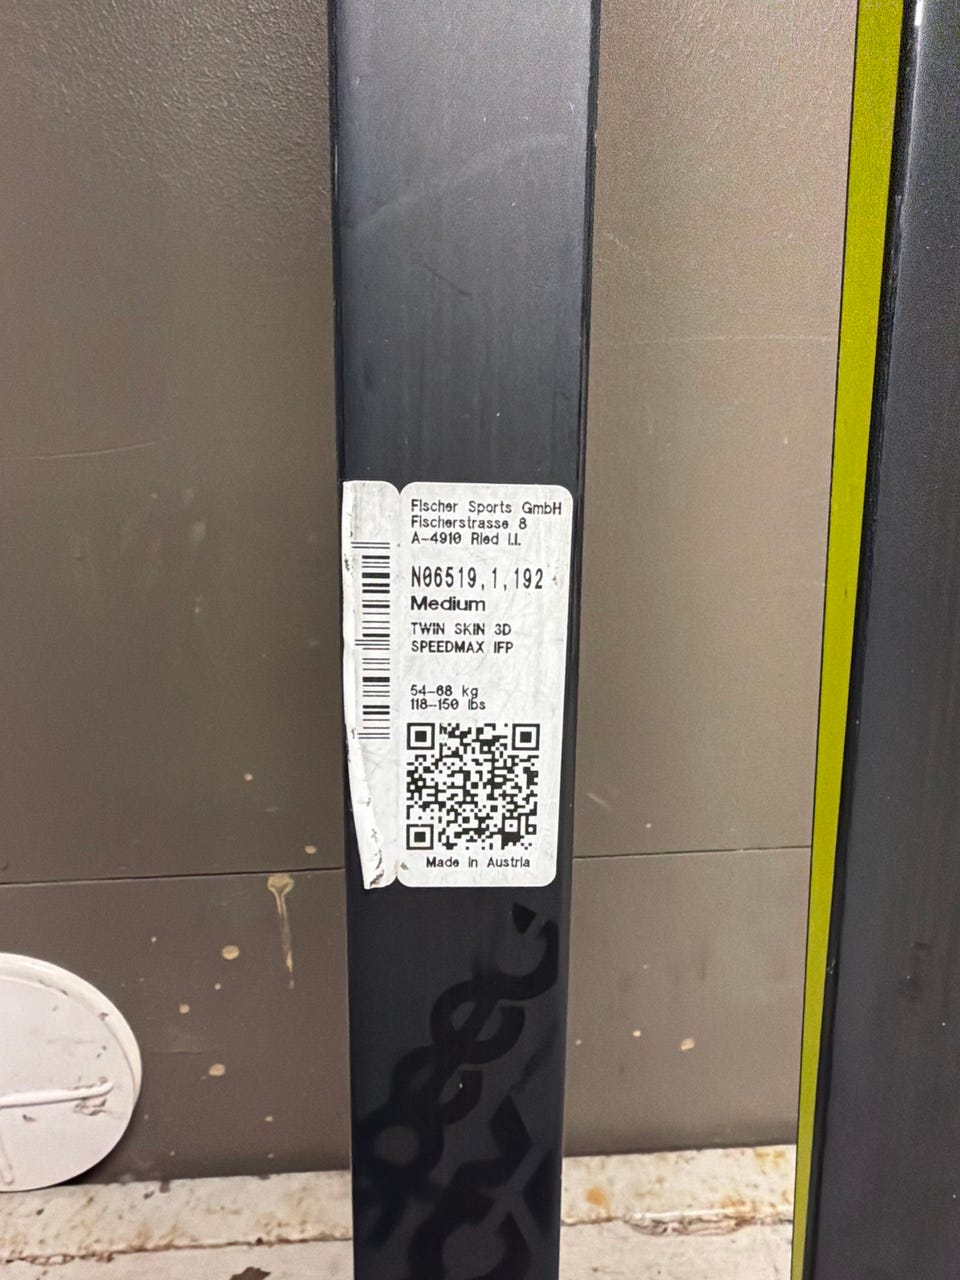 Fischer Sports GmbH
Fischerstrasse 8
A-4910 Ried I.I.
N06519,1,192
Medium
TWIN SKIN 3D
SPEEDMAX IFP
54-68 kg
118-150 lbs
Made in Austria